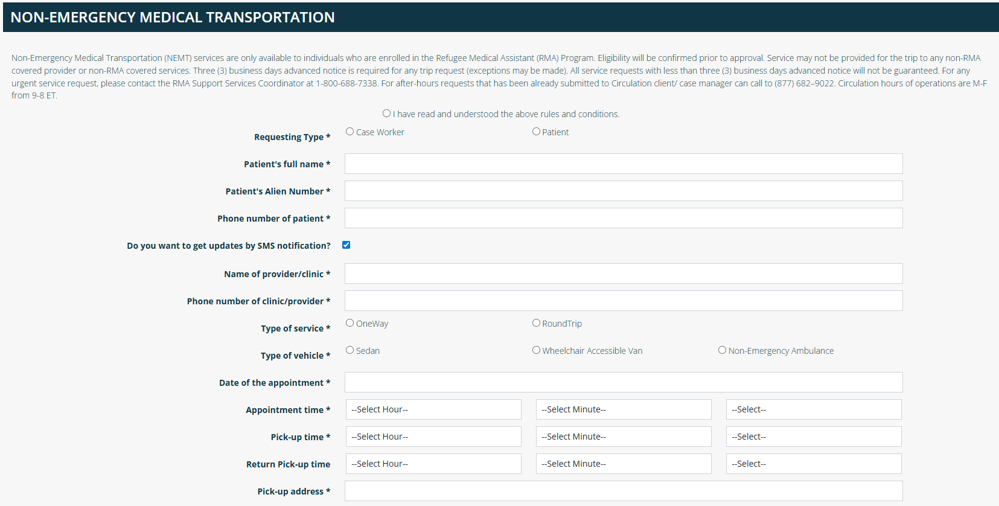 NON-EMERGENCY MEDICAL TRANSPORTATION
Non-Emergency Medical Transportation (NEMT) services are only available to individuals who are enrolled in the Refugee Medical Assistant (RMA) Program. Eligibility will be confirmed prior to approval. Service may not be provided for the trip to any non-RMA
covered provider or non-RMA covered services. Three (3) business days advanced notice is required for any trip request (exceptions may be made). All service requests with less than three (3) business days advanced notice will not be guaranteed. For any
urgent service request, please contact the RMA Support Services Coordinator at 1-800-688-7338. For after-hours requests that has been already submitted to Circulation client/ case manager can call to (877) 682–9022. Circulation hours of operations are M-F
from 9-8 ET.
I have read and understood the above rules and conditions.
Requesting Type * Case Worker Patient
Patient's full name *
Patient's Alien Number *
Phone number of patient *
Do you want to get updates by SMS notification?
Name of provider/clinic *
Phone number of clinic/provider *
Type of service * OneWay RoundTrip
Type of vehicle * Sedan Wheelchair Accessible Van Non-Emergency Ambulance
Date of the appointment *
Appointment time * --Select Hour-- --Select Minute-- --Select--
Pick-up time * --Select Hour-- --Select Minute-- --Select--
Return Pick-up time --Select Hour-- --Select Minute-- --Select--
Pick-up address *